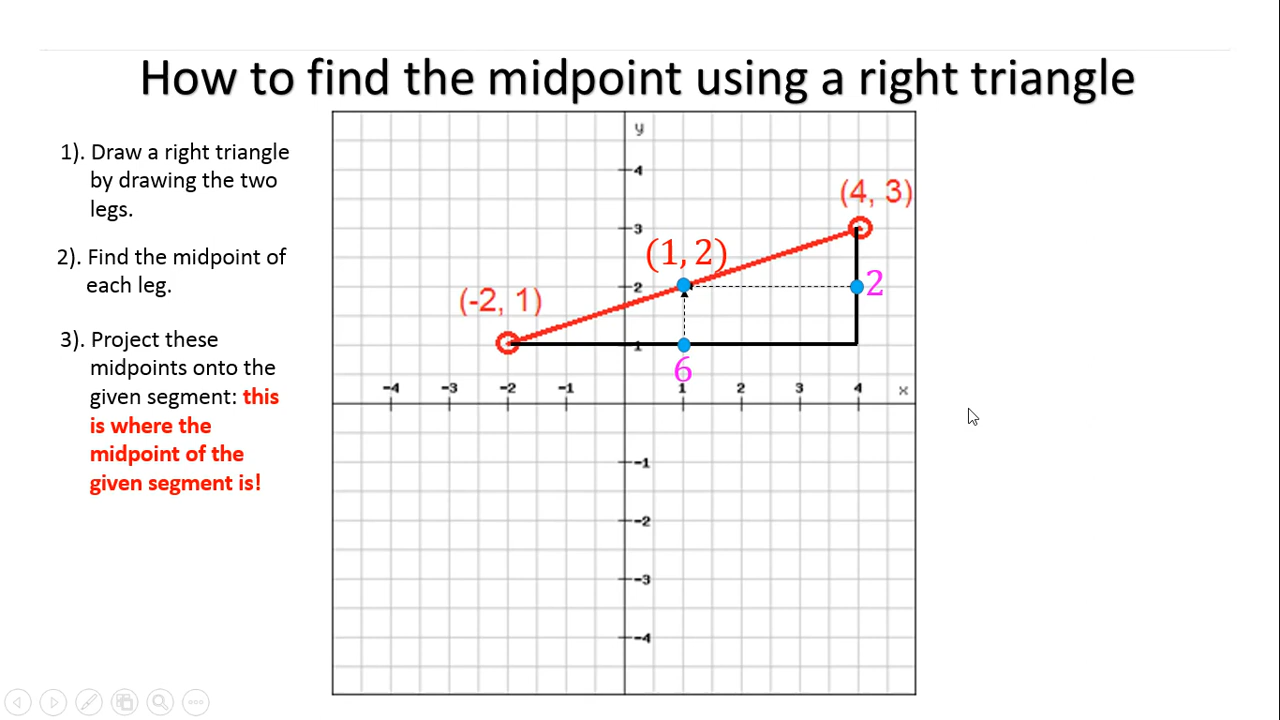 How to find the midpoint using a right triangle
1). Draw a right triangle
by drawing the two
legs.
2). Find the midpoint of
each leg.
3). Project these
midpoints onto the
given segment: this
is where the
midpoint of the
given segment is!
y
4
(4, 3)
3
(1, 2)
2
2
(-2, 1)
1
6
-4 -3 -2 -1 1 2 3 4 x
-1
-2
-3
-4